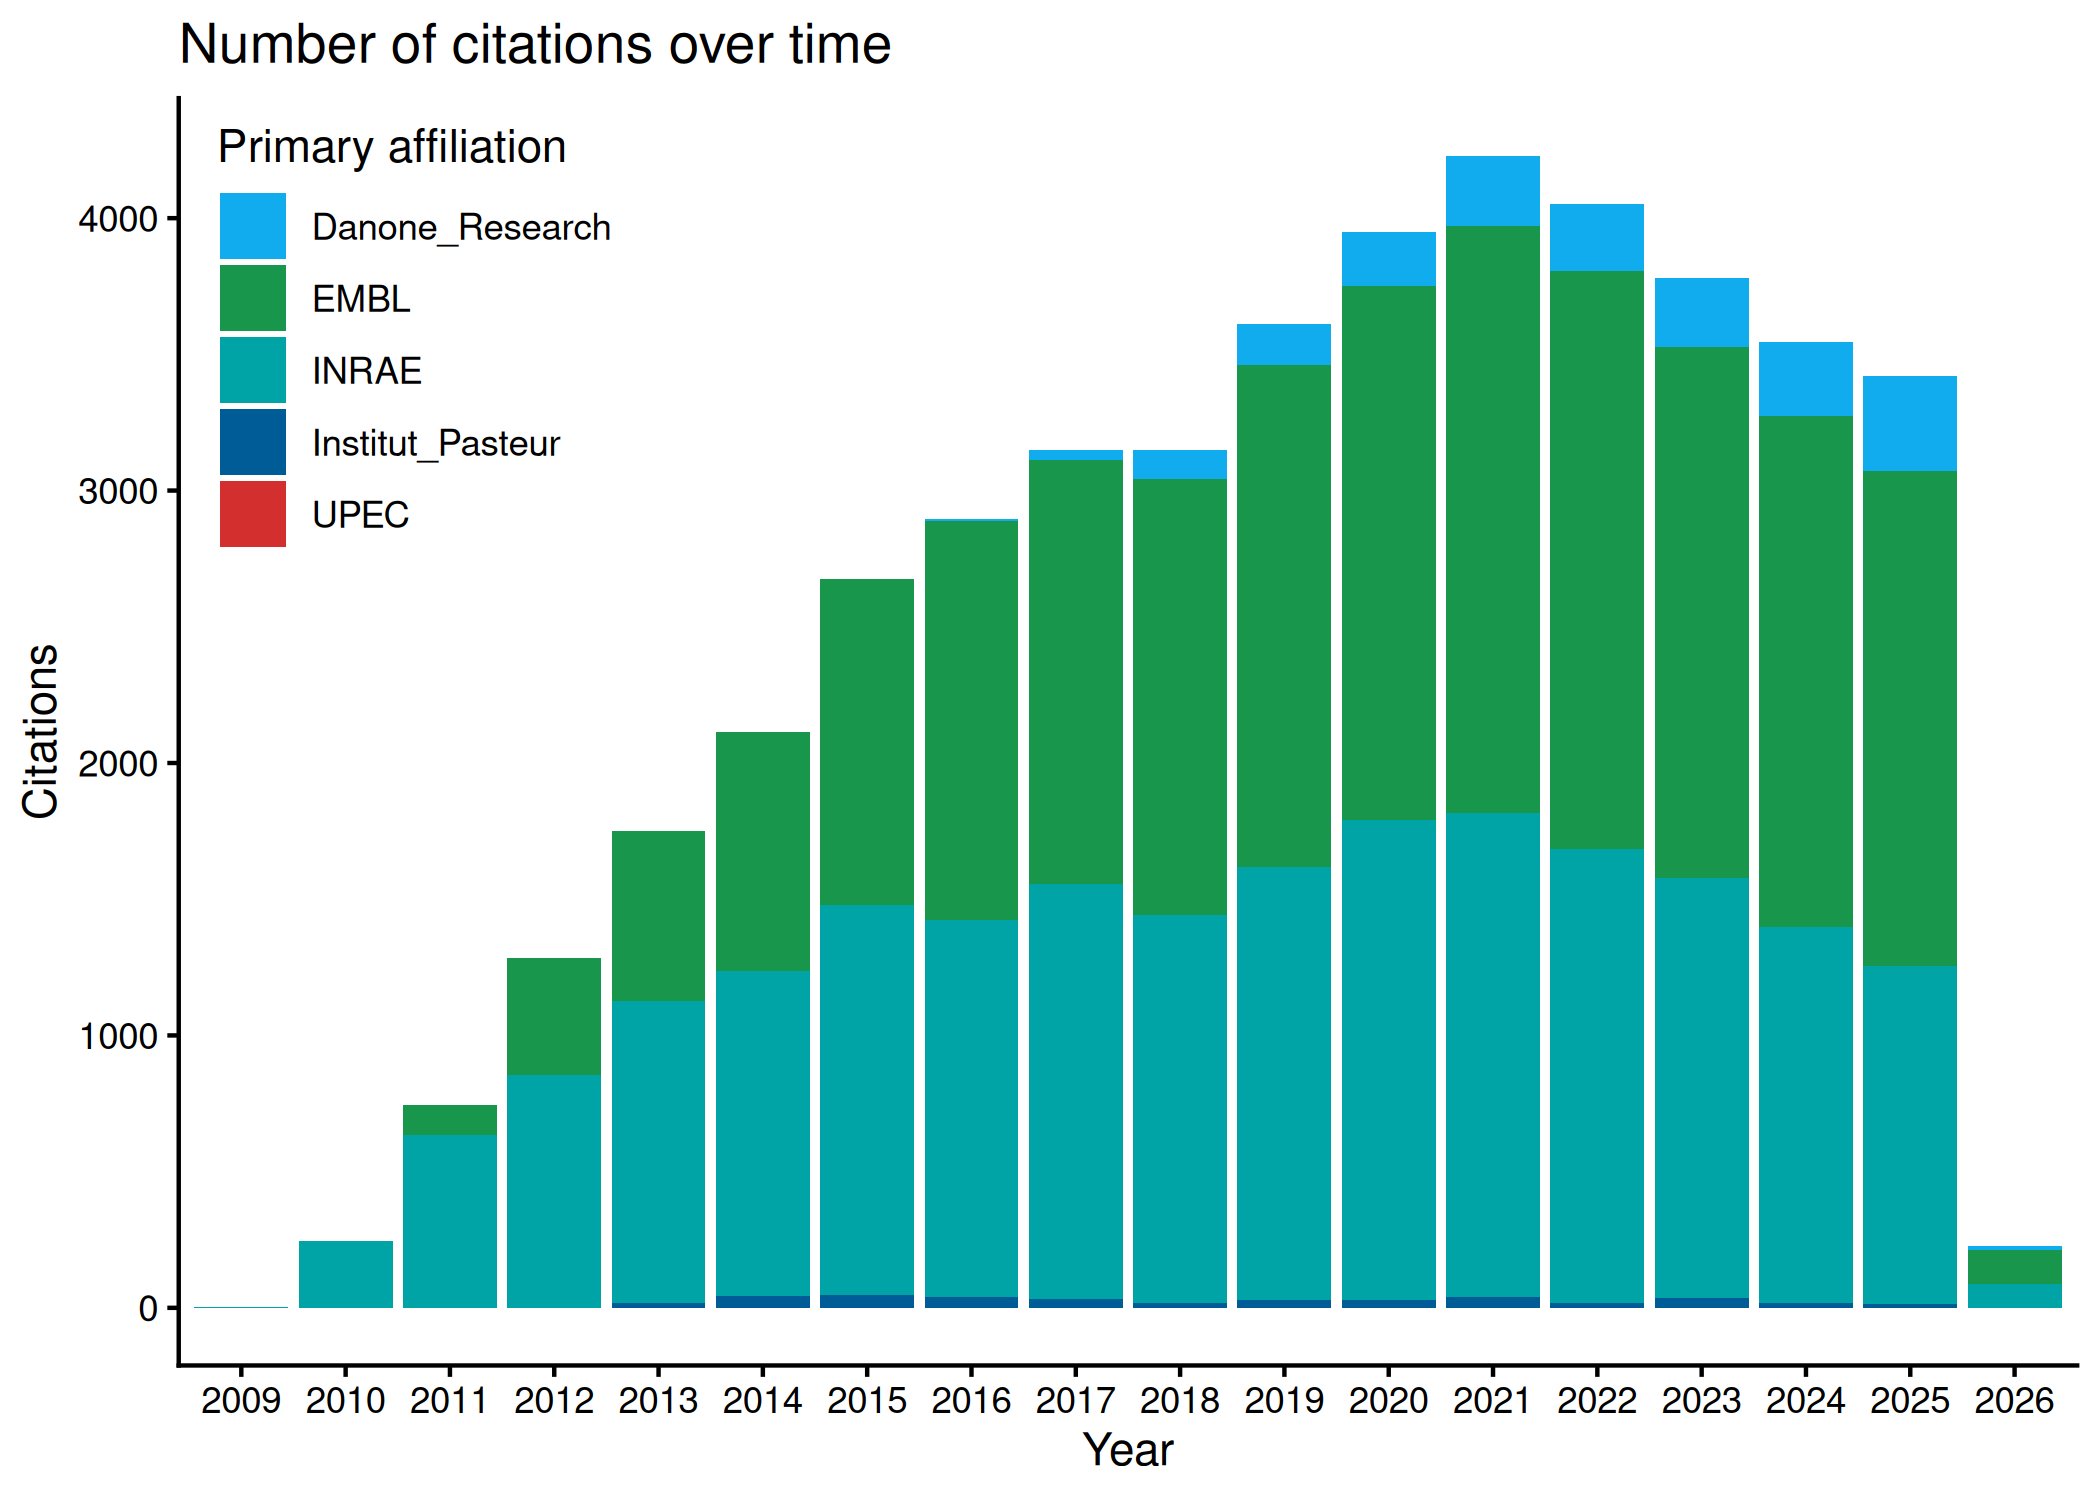 Number of citations over time
Primary affiliation
Danone_Research
EMBL
INRAE
Institut_Pasteur
UPEC
Citations
4000
3000
2000
1000
0
2009 2010 2011 2012 2013 2014 2015 2016 2017 2018 2019 2020 2021 2022 2023 2024 2025 2026
Year